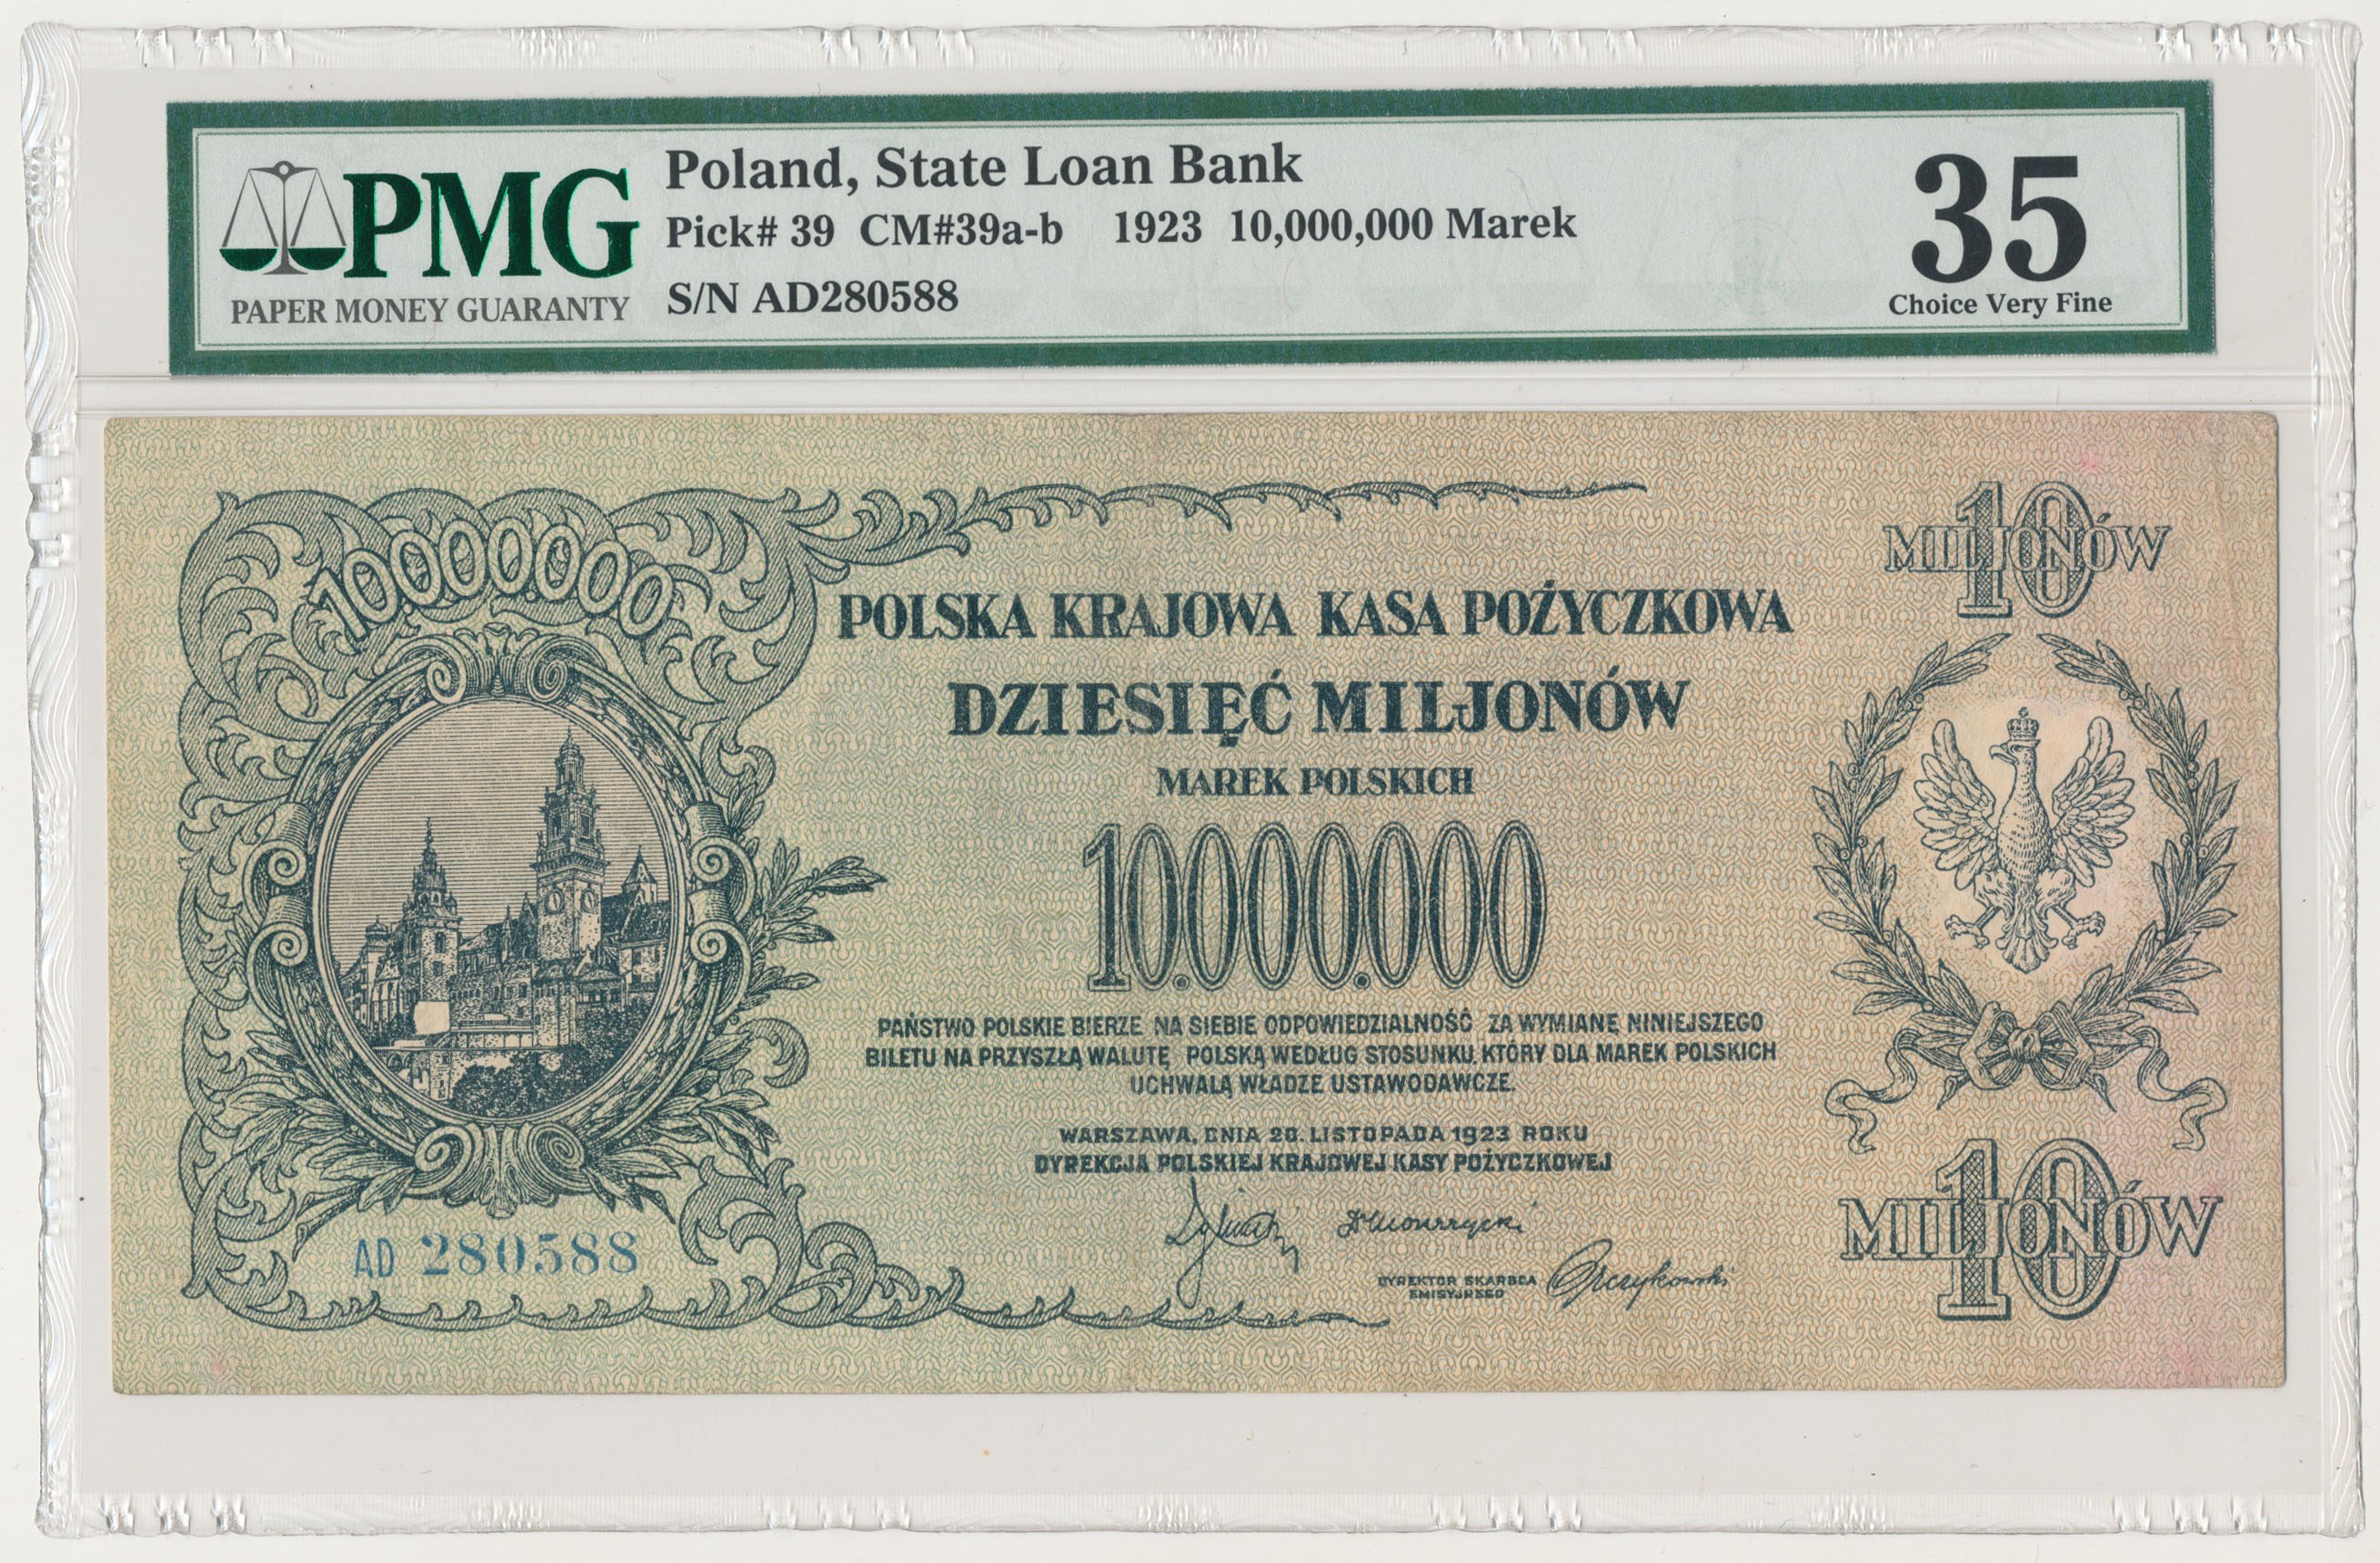 PMG
PAPER MONEY GUARANTY
Poland, State Loan Bank
Pick# 39 CM#39a-b 1923 10,000,000 Marek
S/N AD280588
35
Choice Very Fine
10.000.000
10 MILJONÓW
POLSKA KRAJOWA KASA POŻYCZKOWA
DZIESIĘĆ MILJONÓW
MAREK POLSKICH
10.000.000
PAŃSTWO POLSKIE BIERZE NA SIEBIE ODPOWIEDZIALNOŚĆ ZA WYMIANĘ NINIEJSZEGO
BILETU NA PRZYSZŁĄ WALUTĘ POLSKĄ WEDŁUG STOSUNKU, KTÓRY DLA MAREK POLSKICH
UCHWALĄ WŁADZE USTAWODAWCZE.
WARSZAWA, DNIA 20. LISTOPADA 1923 ROKU
DYREKCJA POLSKIEJ KRAJOWEJ KASY POŻYCZKOWEJ
DYREKTOR SKARBCA
EMISYJNEGO
10 MILJONÓW
AD 280588